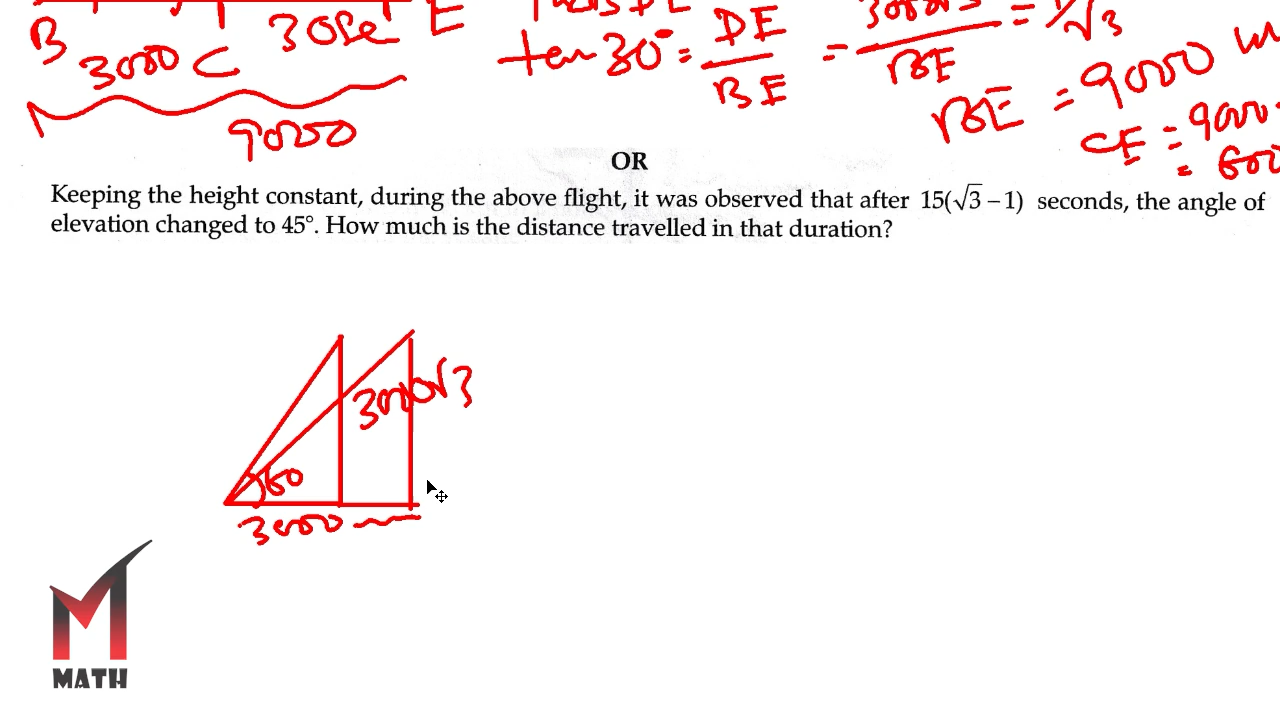 B 3000 C 30 Se E
tan 30° = DE/BE = /BE = 1/√3
BE = 9000 m
9000
CE = 9000
= 600
OR
Keeping the height constant, during the above flight, it was observed that after 15(√3 – 1) seconds, the angle of
elevation changed to 45°. How much is the distance travelled in that duration?
3000√3
60
3000
MATH